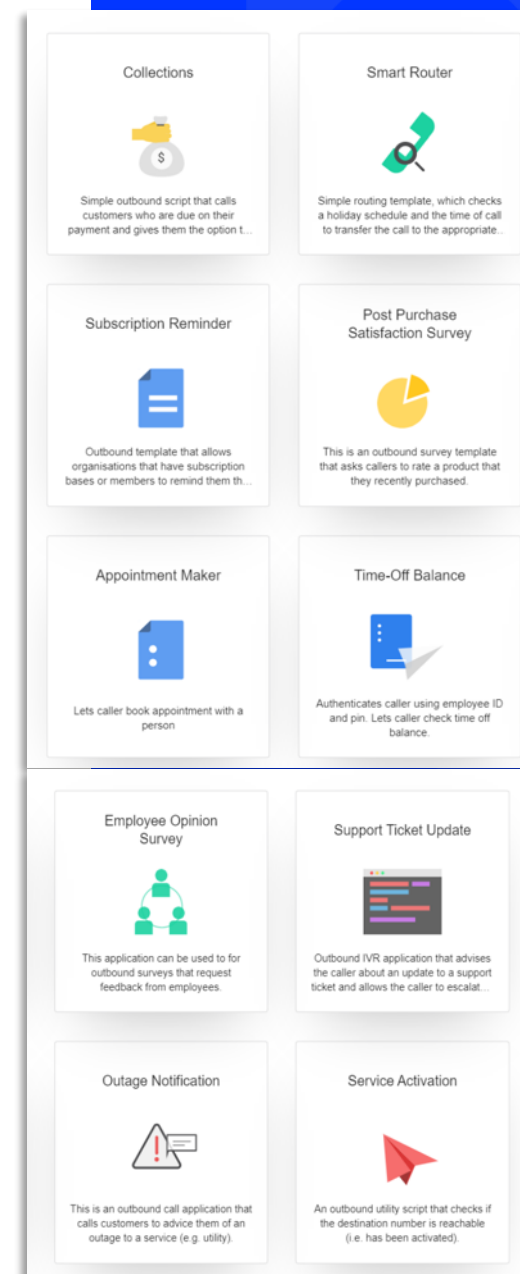 Collections
$
Simple outbound script that calls
customers who are due on their
payment and gives them the option t...
Smart Router
Simple routing template, which checks
a holiday schedule and the time of call
to transfer the call to the appropriate...
Subscription Reminder
Outbound template that allows
organisations that have subscription
bases or members to remind them th...
Post Purchase
Satisfaction Survey
This is an outbound survey template
that asks callers to rate a product that
they recently purchased.
Appointment Maker
Lets caller book appointment with a
person
Time-Off Balance
Authenticates caller using employee ID
and pin. Lets caller check time off
balance.
Employee Opinion
Survey
This application can be used to for
outbound surveys that request
feedback from employees.
Support Ticket Update
Outbound IVR application that advises
the caller about an update to a support
ticket and allows the caller to escalat...
Outage Notification
This is an outbound call application that
calls customers to advice them of an
outage to a service (e.g. utility).
Service Activation
An outbound utility script that checks if
the destination number is reachable
(i.e. has been activated).